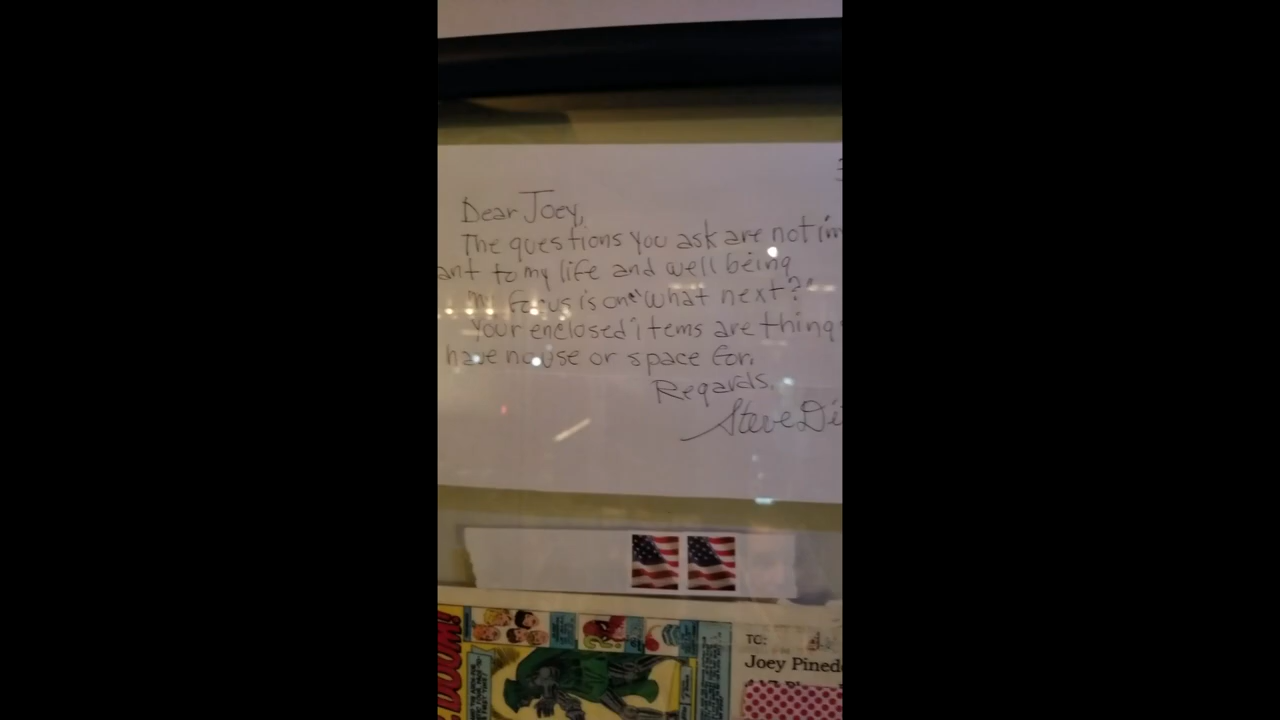 Dear Joey,
The questions you ask are not im
ant to my life and well being
My focus is one "what next?"
Your enclosed items are thing
have no use or space for.
Regards,
Steve Di
DOOM!
TO:
Joey Pined